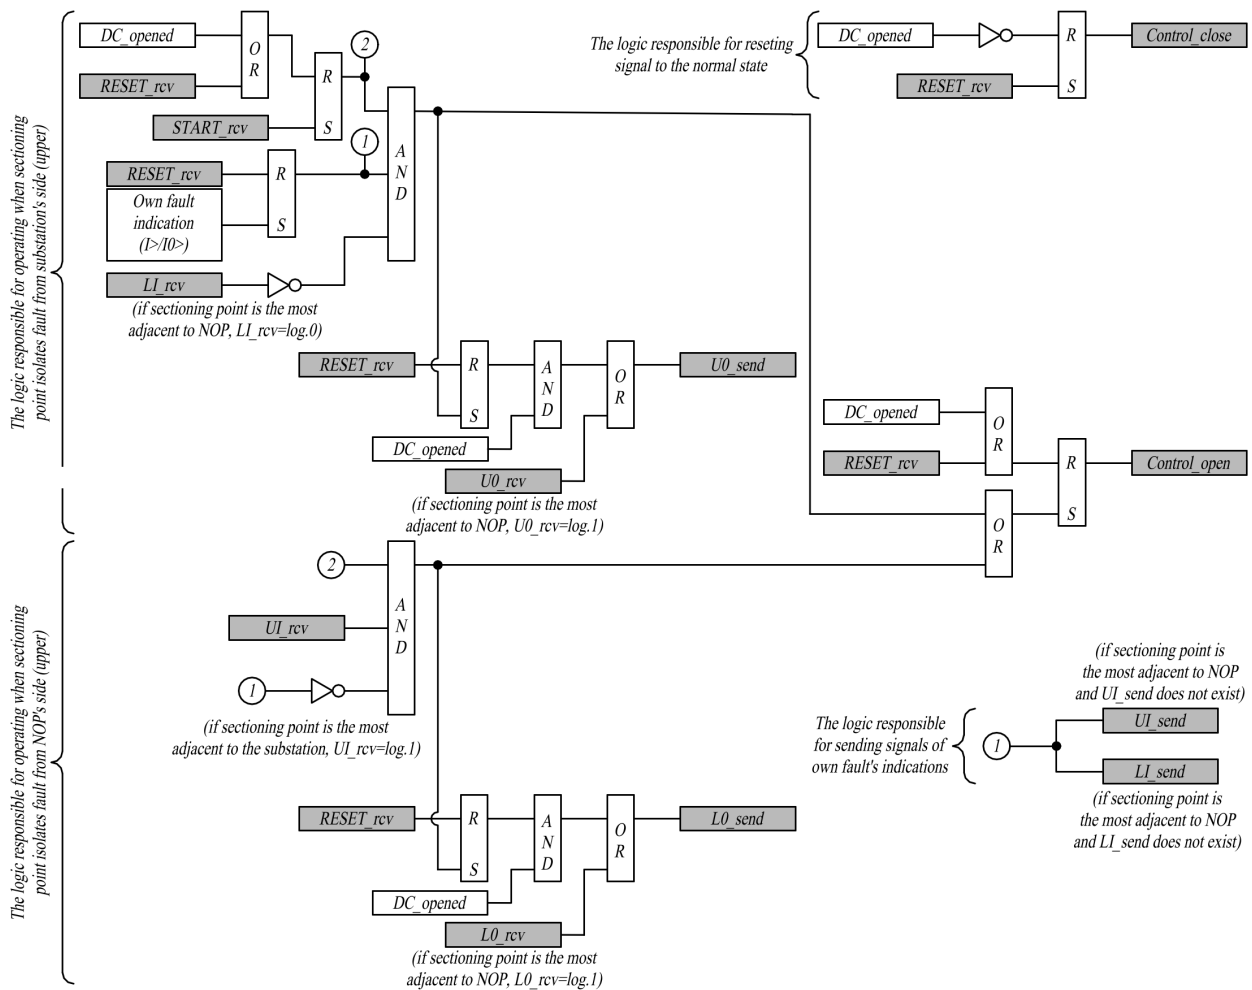 The logic responsible for operating when sectioning
point isolates fault from substation's side (upper)
DC_opened
RESET_rcv
O
R
R
S
START_rcv
2
1
RESET_rcv
Own fault
indication
(I>/I0>)
R
S
LI_rcv
(if sectioning point is the most
adjacent to NOP, LI_rcv=log.0)
A
N
D
RESET_rcv
R
S
A
N
D
O
R
U0_send
DC_opened
U0_rcv
(if sectioning point is the most
adjacent to NOP, U0_rcv=log.1)
The logic responsible for reseting
signal to the normal state
DC_opened
RESET_rcv
R
S
Control_close
DC_opened
RESET_rcv
O
R
O
R
R
S
Control_open
The logic responsible for operating when sectioning
point isolates fault from NOP's side (upper)
2
UI_rcv
1
A
N
D
(if sectioning point is the most
adjacent to the substation, UI_rcv=log.1)
RESET_rcv
R
S
A
N
D
O
R
L0_send
DC_opened
L0_rcv
(if sectioning point is the most
adjacent to NOP, L0_rcv=log.1)
The logic responsible
for sending signals of
own fault's indications
1
(if sectioning point is
the most adjacent to NOP
and UI_send does not exist)
UI_send
LI_send
(if sectioning point is
the most adjacent to NOP
and LI_send does not exist)